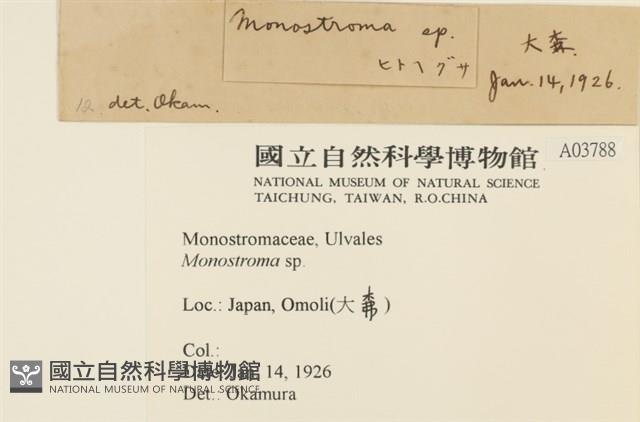 Monostroma sp.
ヒトヘグサ
大森.
Jan. 14, 1926.
12. det. Okam.
國立自然科學博物館
NATIONAL MUSEUM OF NATURAL SCIENCE
TAICHUNG, TAIWAN, R.O.CHINA
A03788
Monostromaceae, Ulvales
Monostroma sp.
Loc.: Japan, Omoli(大 )
Col.:
14, 1926
Det.: Okamura
國立自然科學博物館
NATIONAL MUSEUM OF NATURAL SCIENCE